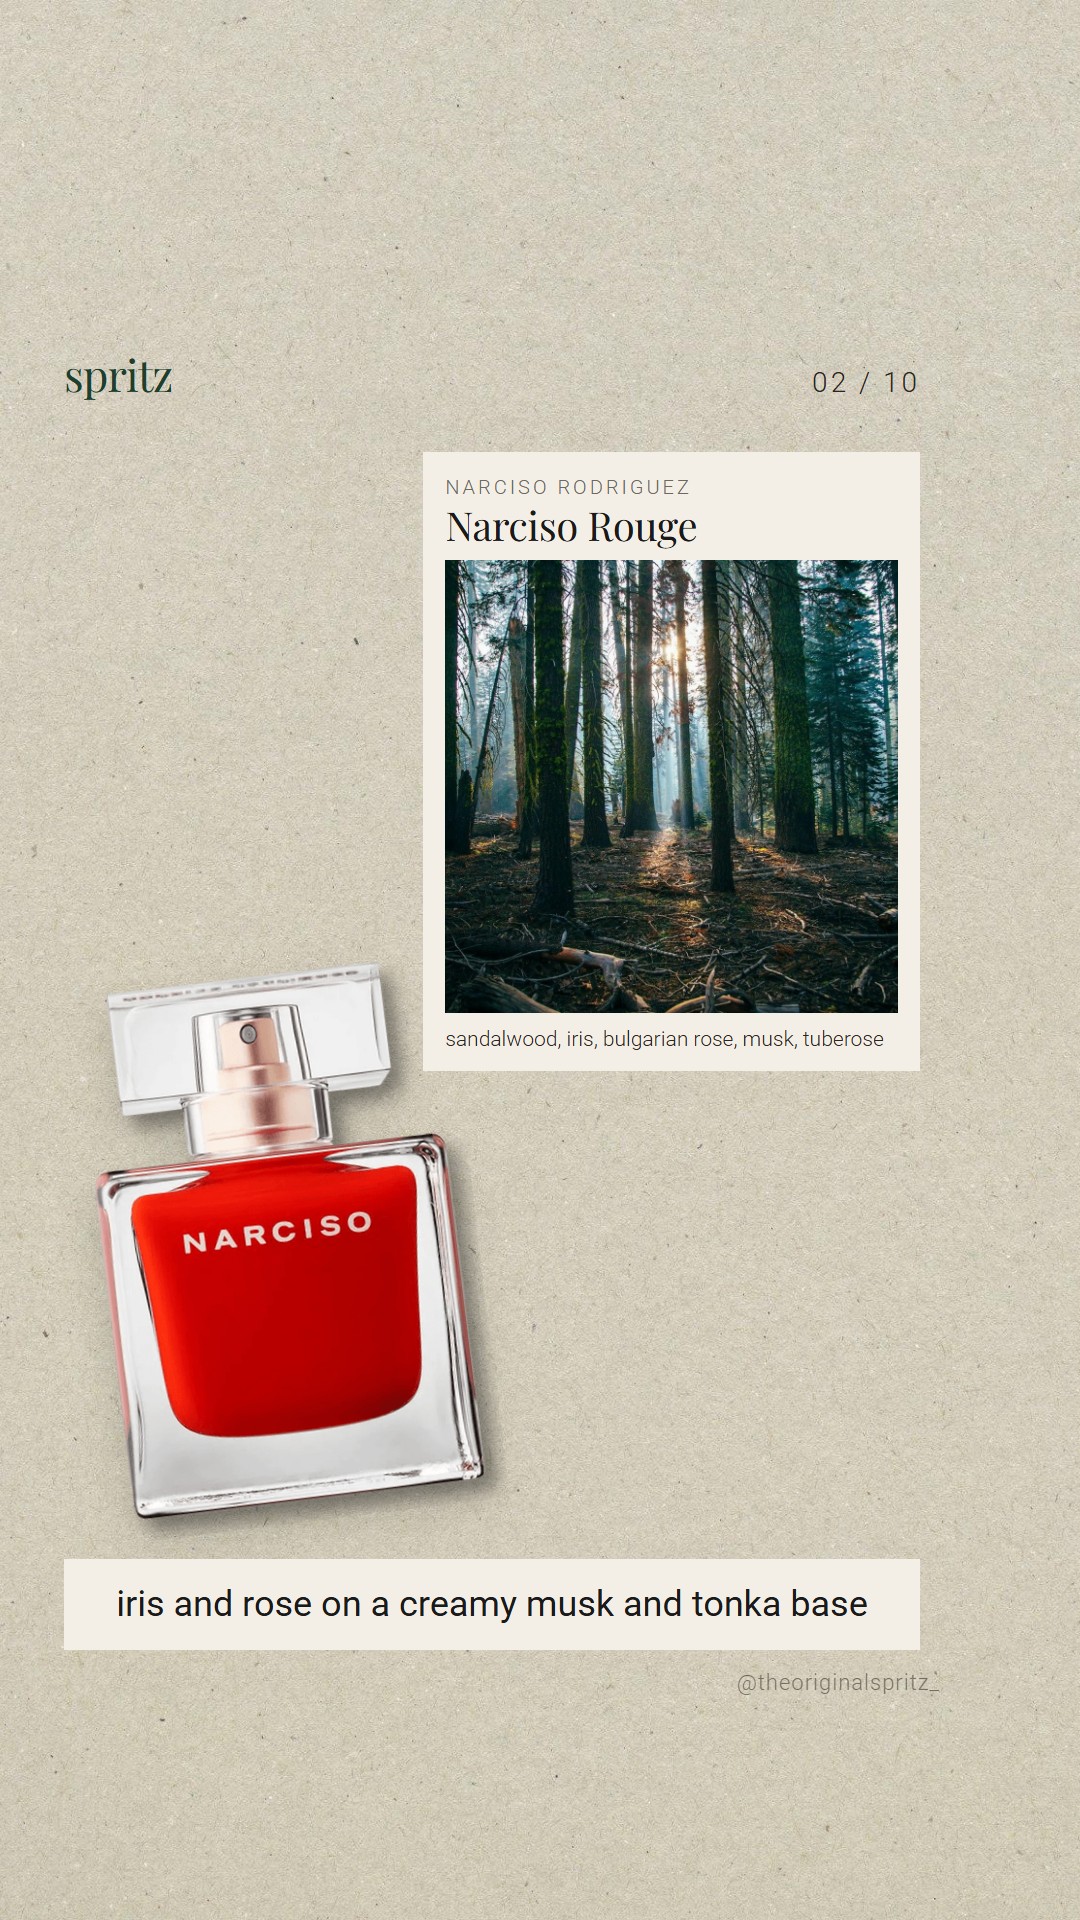 spritz
02 / 10
NARCISO RODRIGUEZ
Narciso Rouge
sandalwood, iris, bulgarian rose, musk, tuberose
NARCISO
iris and rose on a creamy musk and tonka base
@theoriginalspritz_